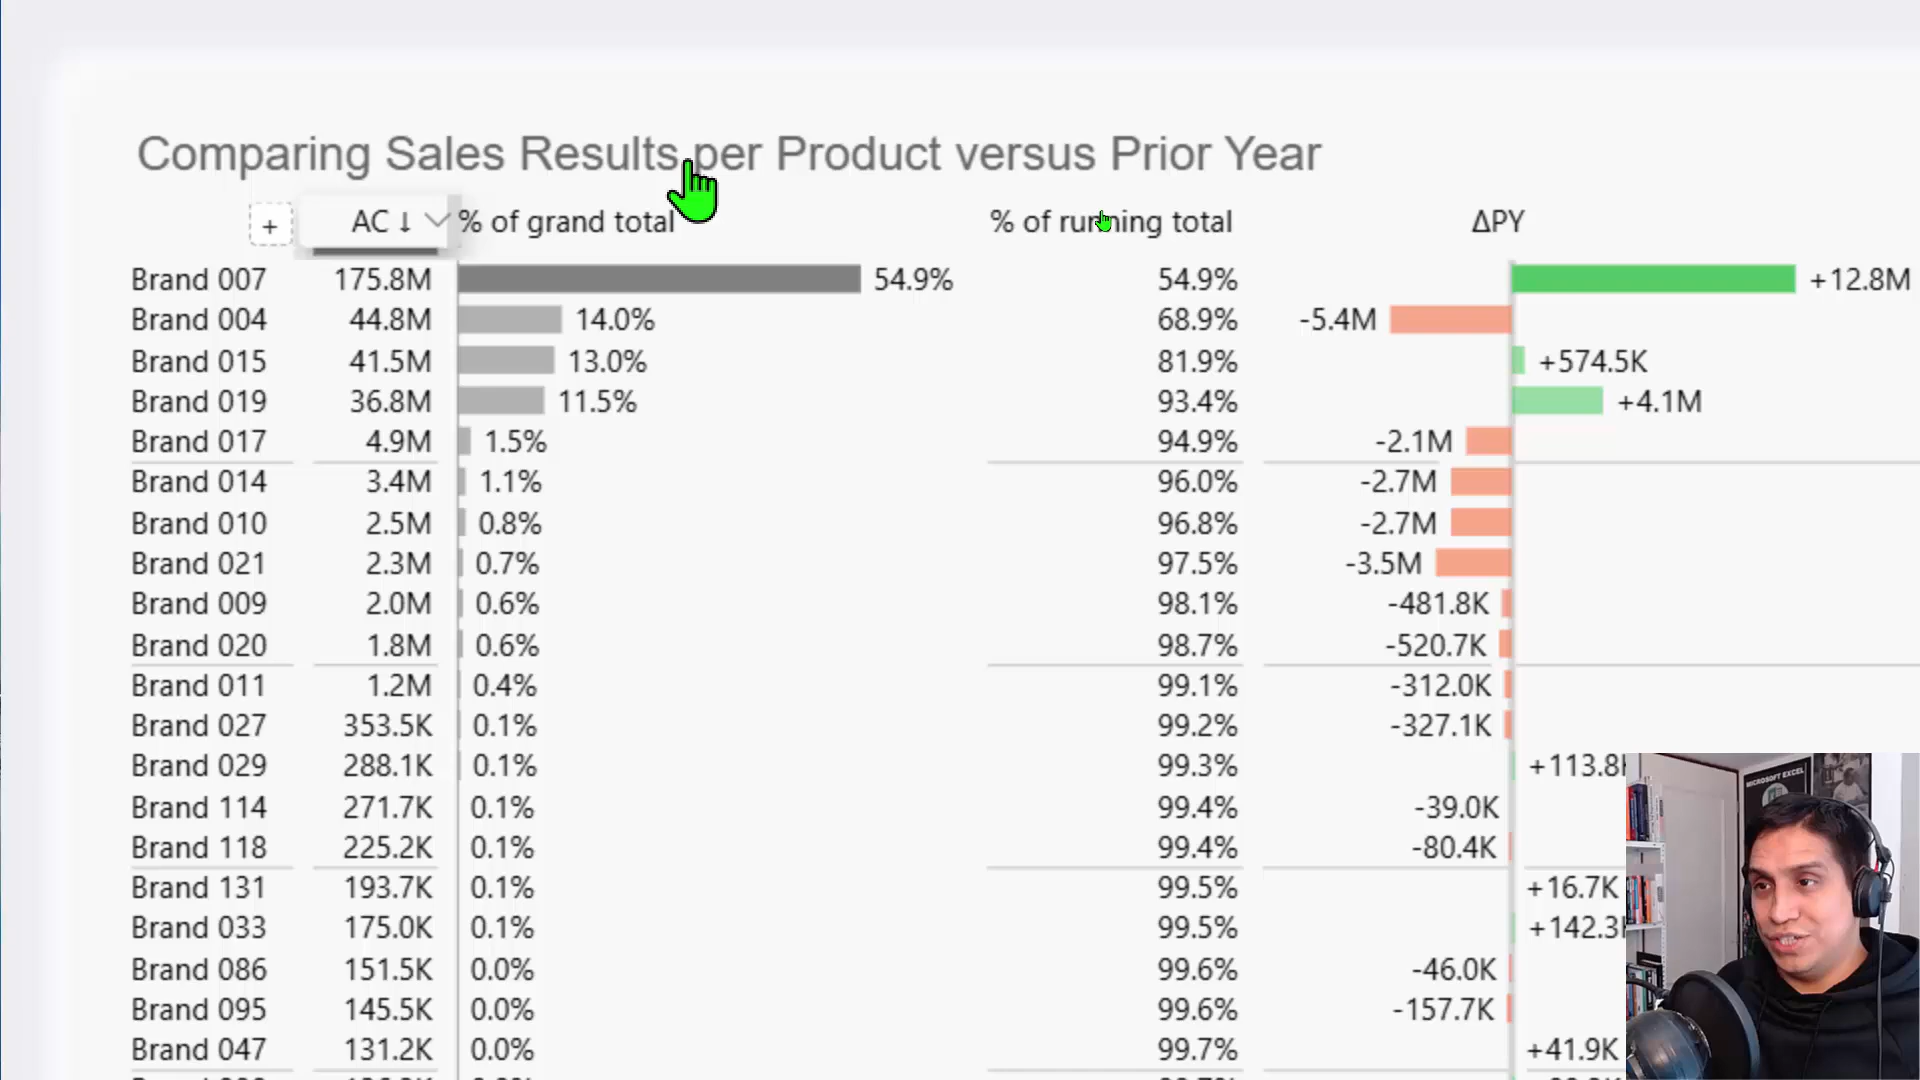 Comparing Sales Results per Product versus Prior Year
+ AC ↓ % of grand total % of running total ΔPY
Brand 007 175.8M 54.9% 54.9% +12.8M
Brand 004 44.8M 14.0% 68.9% -5.4M
Brand 015 41.5M 13.0% 81.9% +574.5K
Brand 019 36.8M 11.5% 93.4% +4.1M
Brand 017 4.9M 1.5% 94.9% -2.1M
Brand 014 3.4M 1.1% 96.0% -2.7M
Brand 010 2.5M 0.8% 96.8% -2.7M
Brand 021 2.3M 0.7% 97.5% -3.5M
Brand 009 2.0M 0.6% 98.1% -481.8K
Brand 020 1.8M 0.6% 98.7% -520.7K
Brand 011 1.2M 0.4% 99.1% -312.0K
Brand 027 353.5K 0.1% 99.2% -327.1K
Brand 029 288.1K 0.1% 99.3% +113.8
MICROSOFT EXCEL
Brand 114 271.7K 0.1% 99.4% -39.0K
Brand 118 225.2K 0.1% 99.4% -80.4K
Brand 131 193.7K 0.1% 99.5% +16.7K
Brand 033 175.0K 0.1% 99.5% +142.3
Brand 086 151.5K 0.0% 99.6% -46.0K
Brand 095 145.5K 0.0% 99.6% -157.7K
Brand 047 131.2K 0.0% 99.7% +41.9K